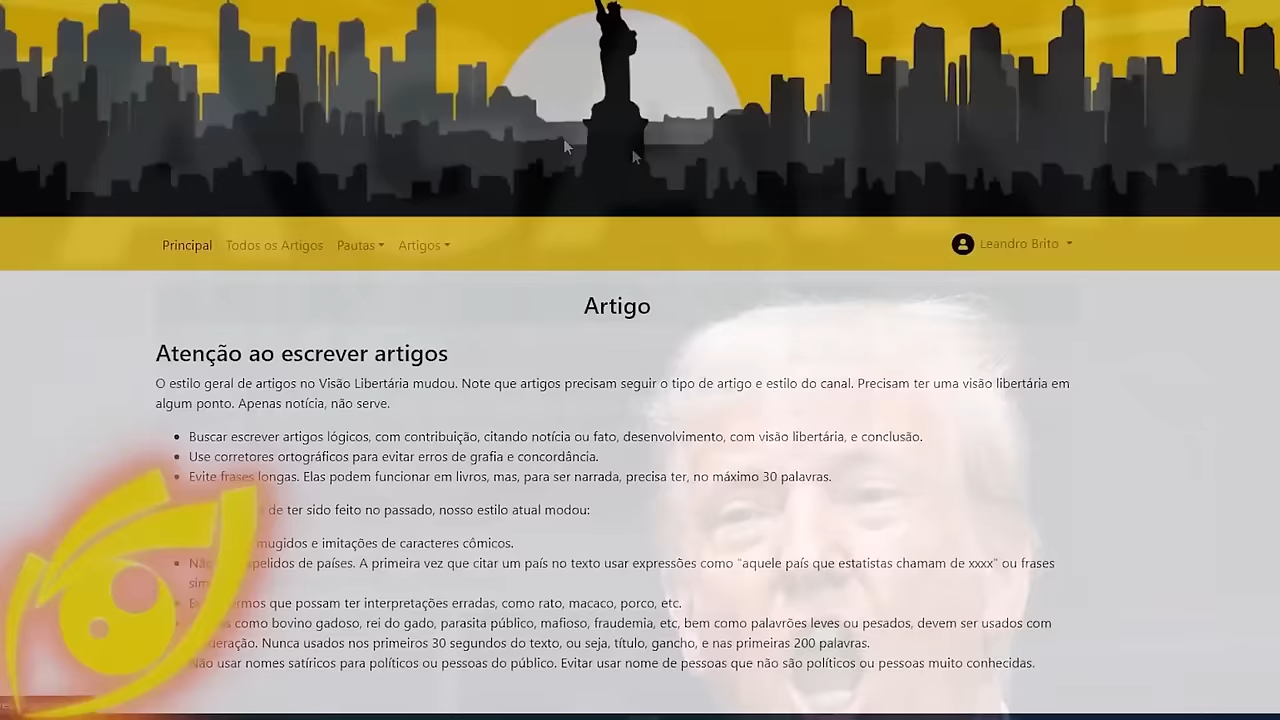 Principal Todos os Artigos Pautas Artigos Leandro Brito
Artigo
Atenção ao escrever artigos
O estilo geral de artigos no Visão Libertária mudou. Note que artigos precisam seguir o tipo de artigo e estilo do canal. Precisam ter uma visão libertária em
algum ponto. Apenas notícia, não serve.
Buscar escrever artigos lógicos, com contribuição, citando notícia ou fato, desenvolvimento, com visão libertária, e conclusão.
Use corretores ortográficos para evitar erros de grafia e concordância.
Evite frases longas. Elas podem funcionar em livros, mas, para ser narrada, precisa ter, no máximo 30 palavras.
de ter sido feito no passado, nosso estilo atual modou:
mugidos e imitações de caracteres cômicos.
apelidos de países. A primeira vez que citar um país no texto usar expressões como "aquele país que estatistas chamam de xxxx" ou frases
que possam ter interpretações erradas, como rato, macaco, porco, etc.
como bovino gadoso, rei do gado, parasita público, mafioso, fraudemia, etc, bem como palavrões leves ou pesados, devem ser usados com
Nunca usados nos primeiros 30 segundos do texto, ou seja, título, gancho, e nas primeiras 200 palavras.
Não usar nomes satíricos para políticos ou pessoas do público. Evitar usar nome de pessoas que não são políticos ou pessoas muito conhecidas.